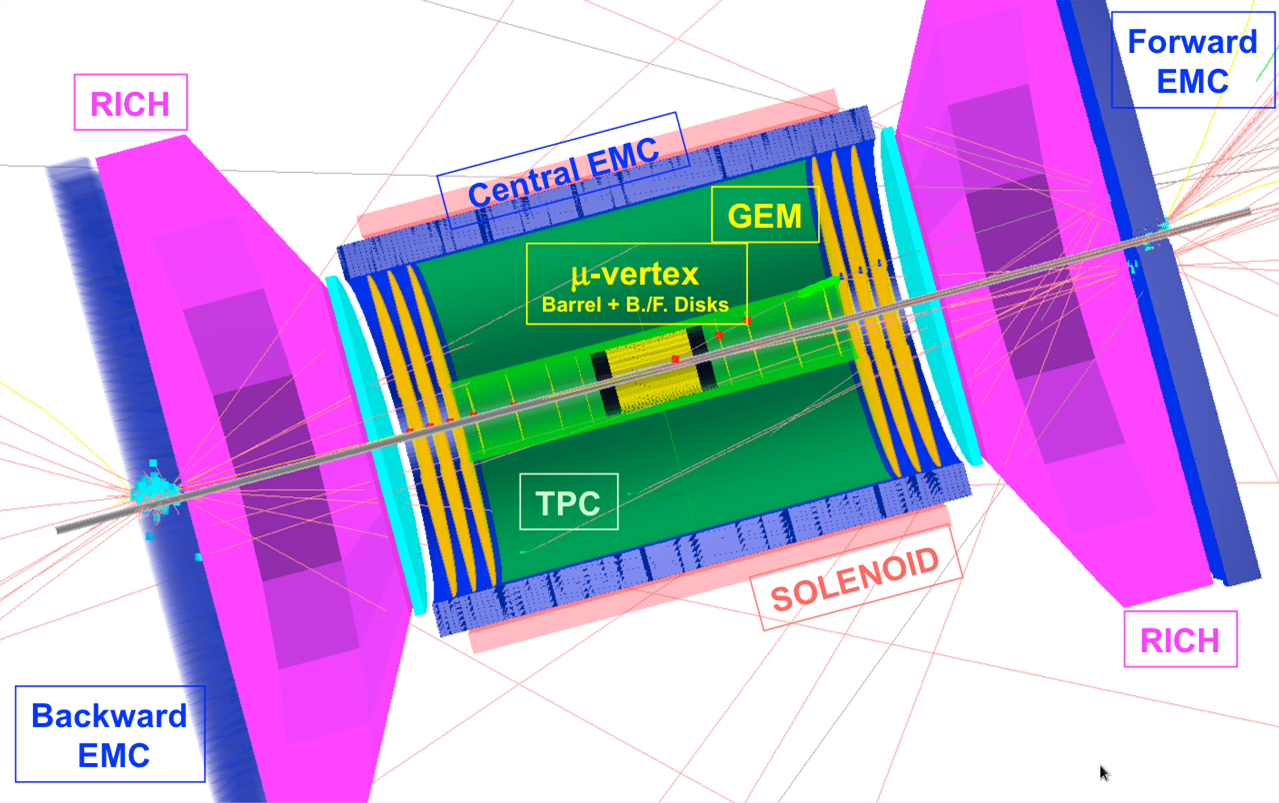 Forward
EMC
RICH
Central EMC
GEM
μ-vertex
Barrel + B./F. Disks
TPC
SOLENOID
RICH
Backward
EMC